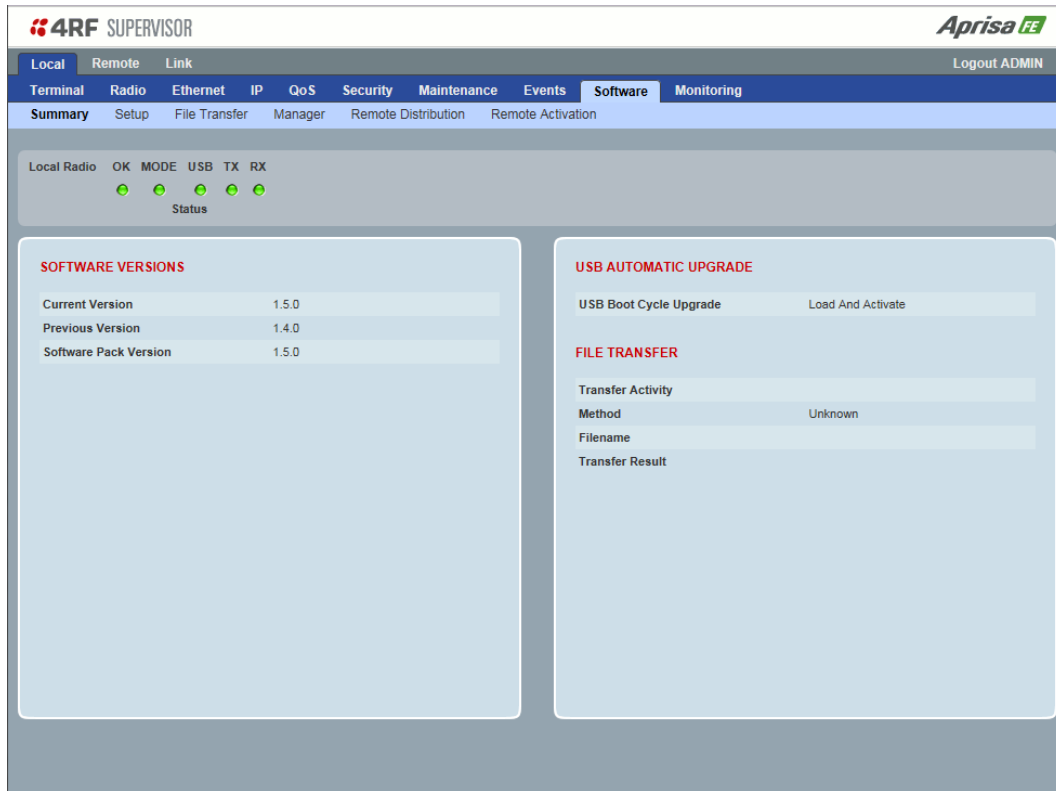 4RF SUPERVISOR
Aprisa FE
Local Remote Link Logout ADMIN
Terminal Radio Ethernet IP QoS Security Maintenance Events Software Monitoring
Summary Setup File Transfer Manager Remote Distribution Remote Activation
Local Radio OK MODE USB TX RX
Status
SOFTWARE VERSIONS
Current Version 1.5.0
Previous Version 1.4.0
Software Pack Version 1.5.0
USB AUTOMATIC UPGRADE
USB Boot Cycle Upgrade Load And Activate
FILE TRANSFER
Transfer Activity
Method Unknown
Filename
Transfer Result